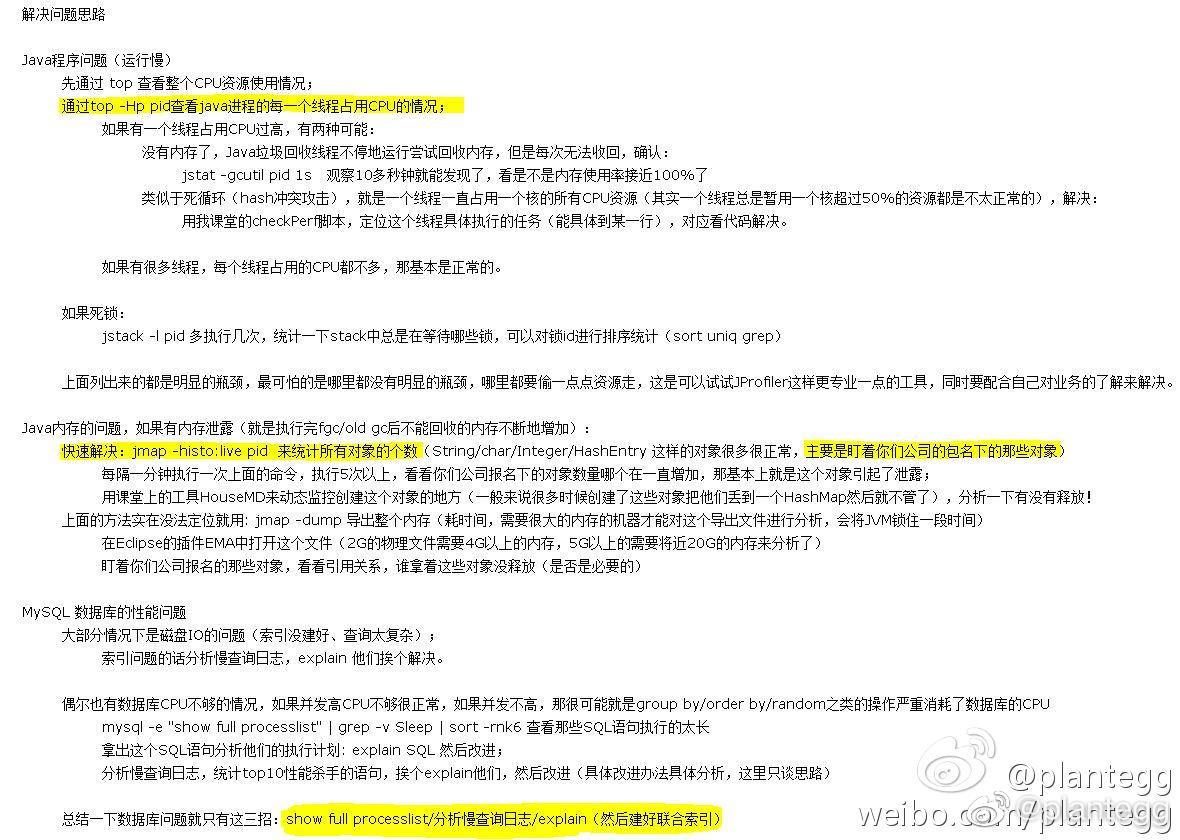 解决问题思路
Java程序问题（运行慢）
先通过 top 查看整个CPU资源使用情况；
通过top -Hp pid查看java进程的每一个线程占用CPU的情况；
如果有一个线程占用CPU过高，有两种可能：
没有内存了，Java垃圾回收线程不停地运行尝试回收内存，但是每次无法收回，确认：
jstat -gcutil pid 1s 观察10多秒钟就能发现了，看是不是内存使用率接近100%了
类似于死循环（hash冲突攻击），就是一个线程一直占用一个核的所有CPU资源（其实一个线程总是暂用一个核超过50%的资源都是不太正常的），解决：
用我课堂的checkPerf脚本，定位这个线程具体执行的任务（能具体到某一行），对应看代码解决。
如果有很多线程，每个线程占用的CPU都不多，那基本是正常的。
如果死锁：
jstack -l pid 多执行几次，统计一下stack中总是在等待哪些锁，可以对锁id进行排序统计（sort uniq grep）
上面列出来的都是明显的瓶颈，最可怕的是哪里都没有明显的瓶颈，哪里都要偷一点点资源走，这是可以试试JProfiler这样更专业一点的工具，同时要配合自己对业务的了解来解决。
Java内存的问题，如果有内存泄露（就是执行完fgc/old gc后不能回收的内存不断地增加）：
快速解决：jmap -histo:live pid 来统计所有对象的个数（String/char/Integer/HashEntry 这样的对象很多很正常，主要是盯着你们公司的包名下的那些对象）
每隔一分钟执行一次上面的命令，执行5次以上，看看你们公司报名下的对象数量哪个在一直增加，那基本上就是这个对象引起了泄露；
用课堂上的工具HouseMD来动态监控创建这个对象的地方（一般来说很多时候创建了这些对象把他们丢到一个HashMap然后就不管了），分析一下有没有释放！
上面的方法实在没法定位就用：jmap -dump 导出整个内存（耗时间，需要很大的内存的机器才能对这个导出文件进行分析，会将JVM锁住一段时间）
在Eclipse的插件EMA中打开这个文件（2G的物理文件需要4G以上的内存，5G以上的需要将近20G的内存来分析了）
盯着你们公司报名的那些对象，看看引用关系，谁拿着这些对象没释放（是否是必要的）
MySQL 数据库的性能问题
大部分情况下是磁盘IO的问题（索引没建好、查询太复杂）；
索引问题的话分析慢查询日志，explain 他们挨个解决。
偶尔也有数据库CPU不够的情况，如果并发高CPU不够很正常，如果并发不高，那很可能就是group by/order by/random之类的操作严重消耗了数据库的CPU
mysql -e "show full processlist" | grep -v Sleep | sort -rnk6 查看那些SQL语句执行的太长
拿出这个SQL语句分析他们的执行计划：explain SQL 然后改进；
分析慢查询日志，统计top10性能杀手的语句，挨个explain他们，然后改进（具体改进办法具体分析，这里只谈思路）
总结一下数据库问题就只有这三招：show full processlist/分析慢查询日志/explain（然后建好联合索引）
@plantegg
@plantegg